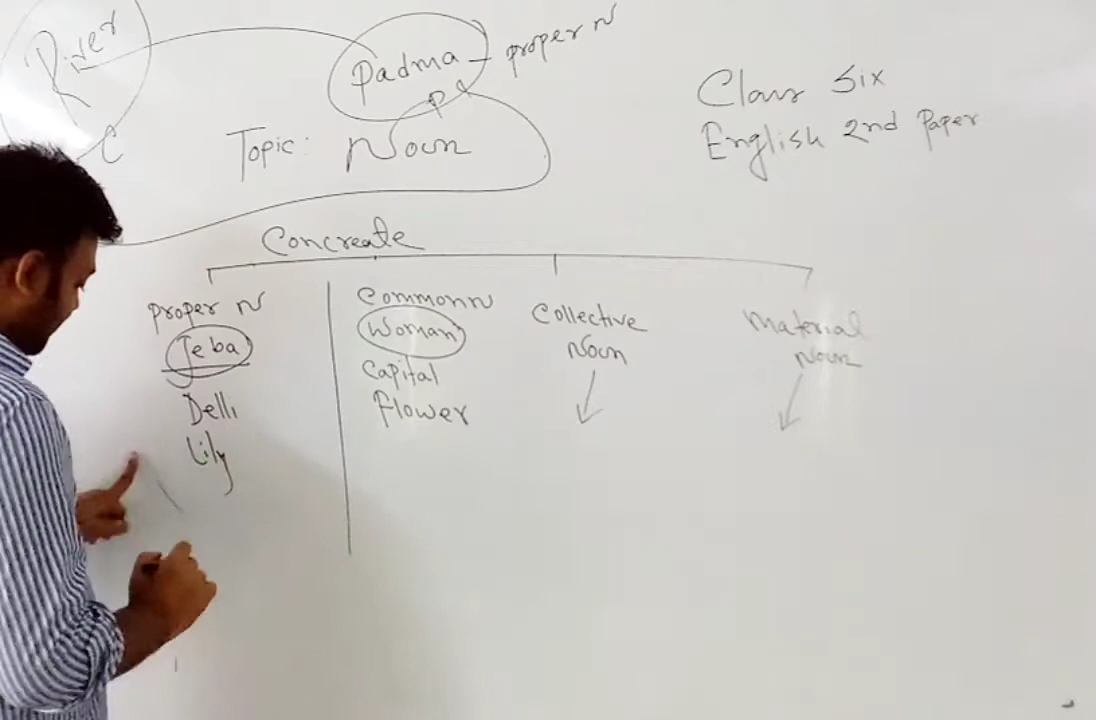 River
C
Padma - proper N
P
Class Six
English 2nd Paper
Topic: Noun
Concreate
Proper N
Jeba
Delli
Lily
Common N
Woman
Capital
Flower
Collective
Noun
Material
Noun